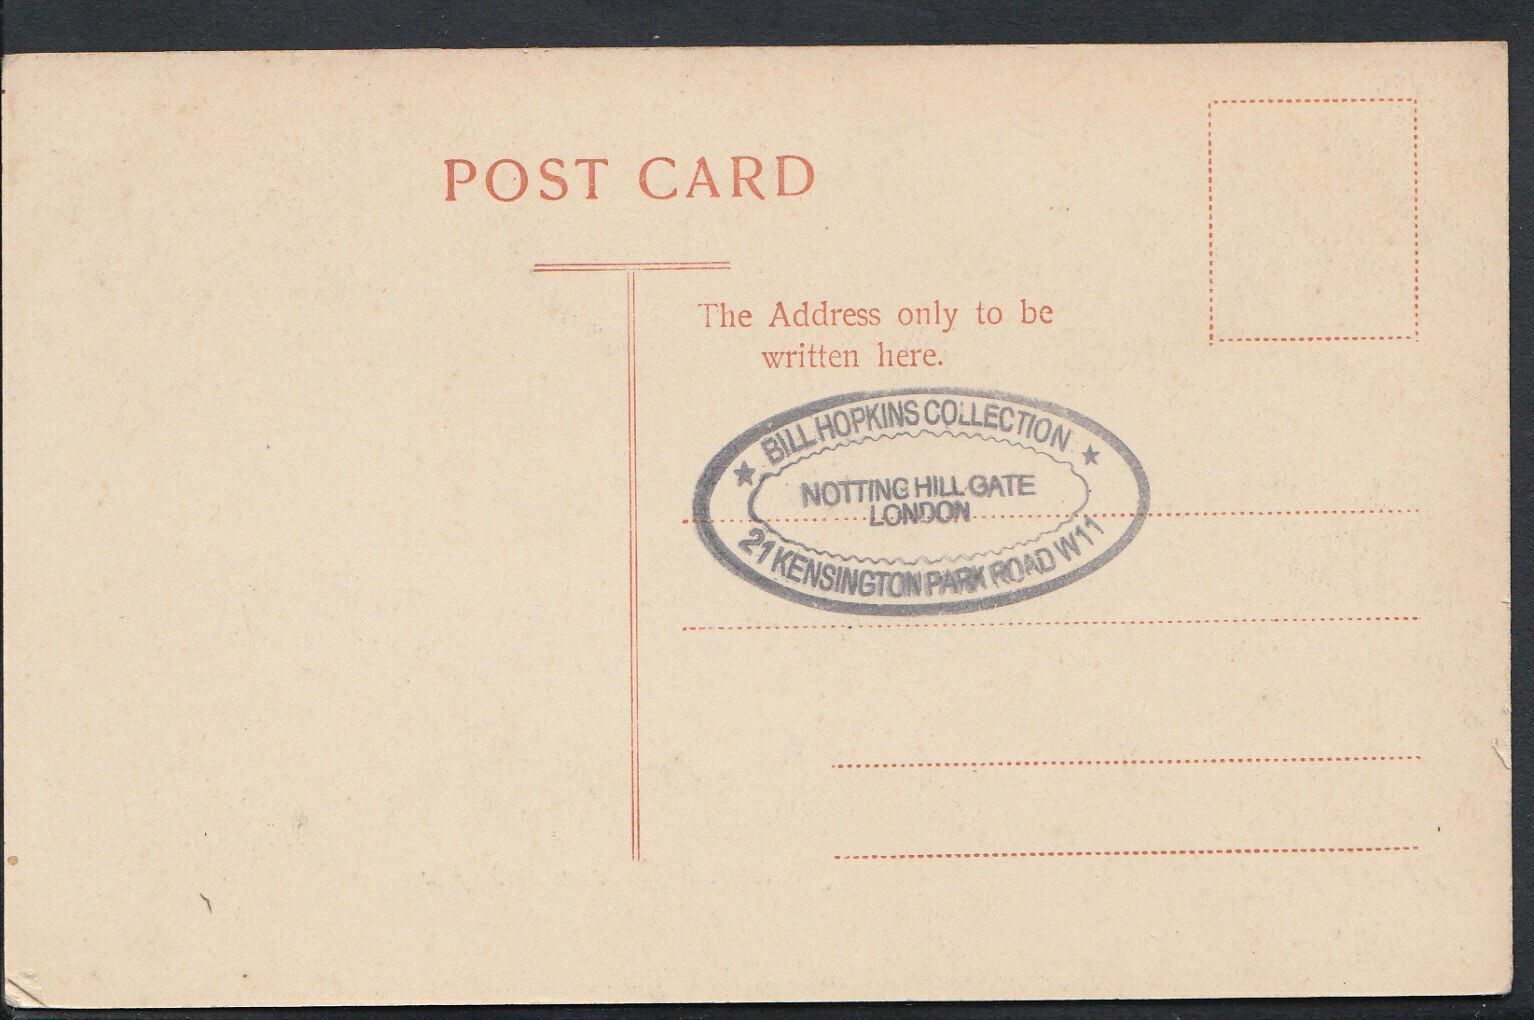 POST CARD
The Address only to be
written here.
★ BILL HOPKINS COLLECTION ★
NOTTING HILL GATE
LONDON
21 KENSINGTON PARK ROAD W11